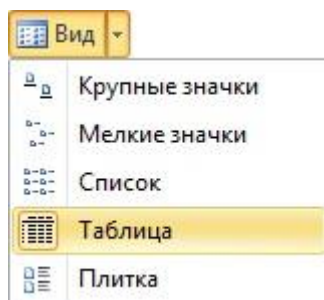 Вид
Крупные значки
Мелкие значки
Список
Таблица
Плитка